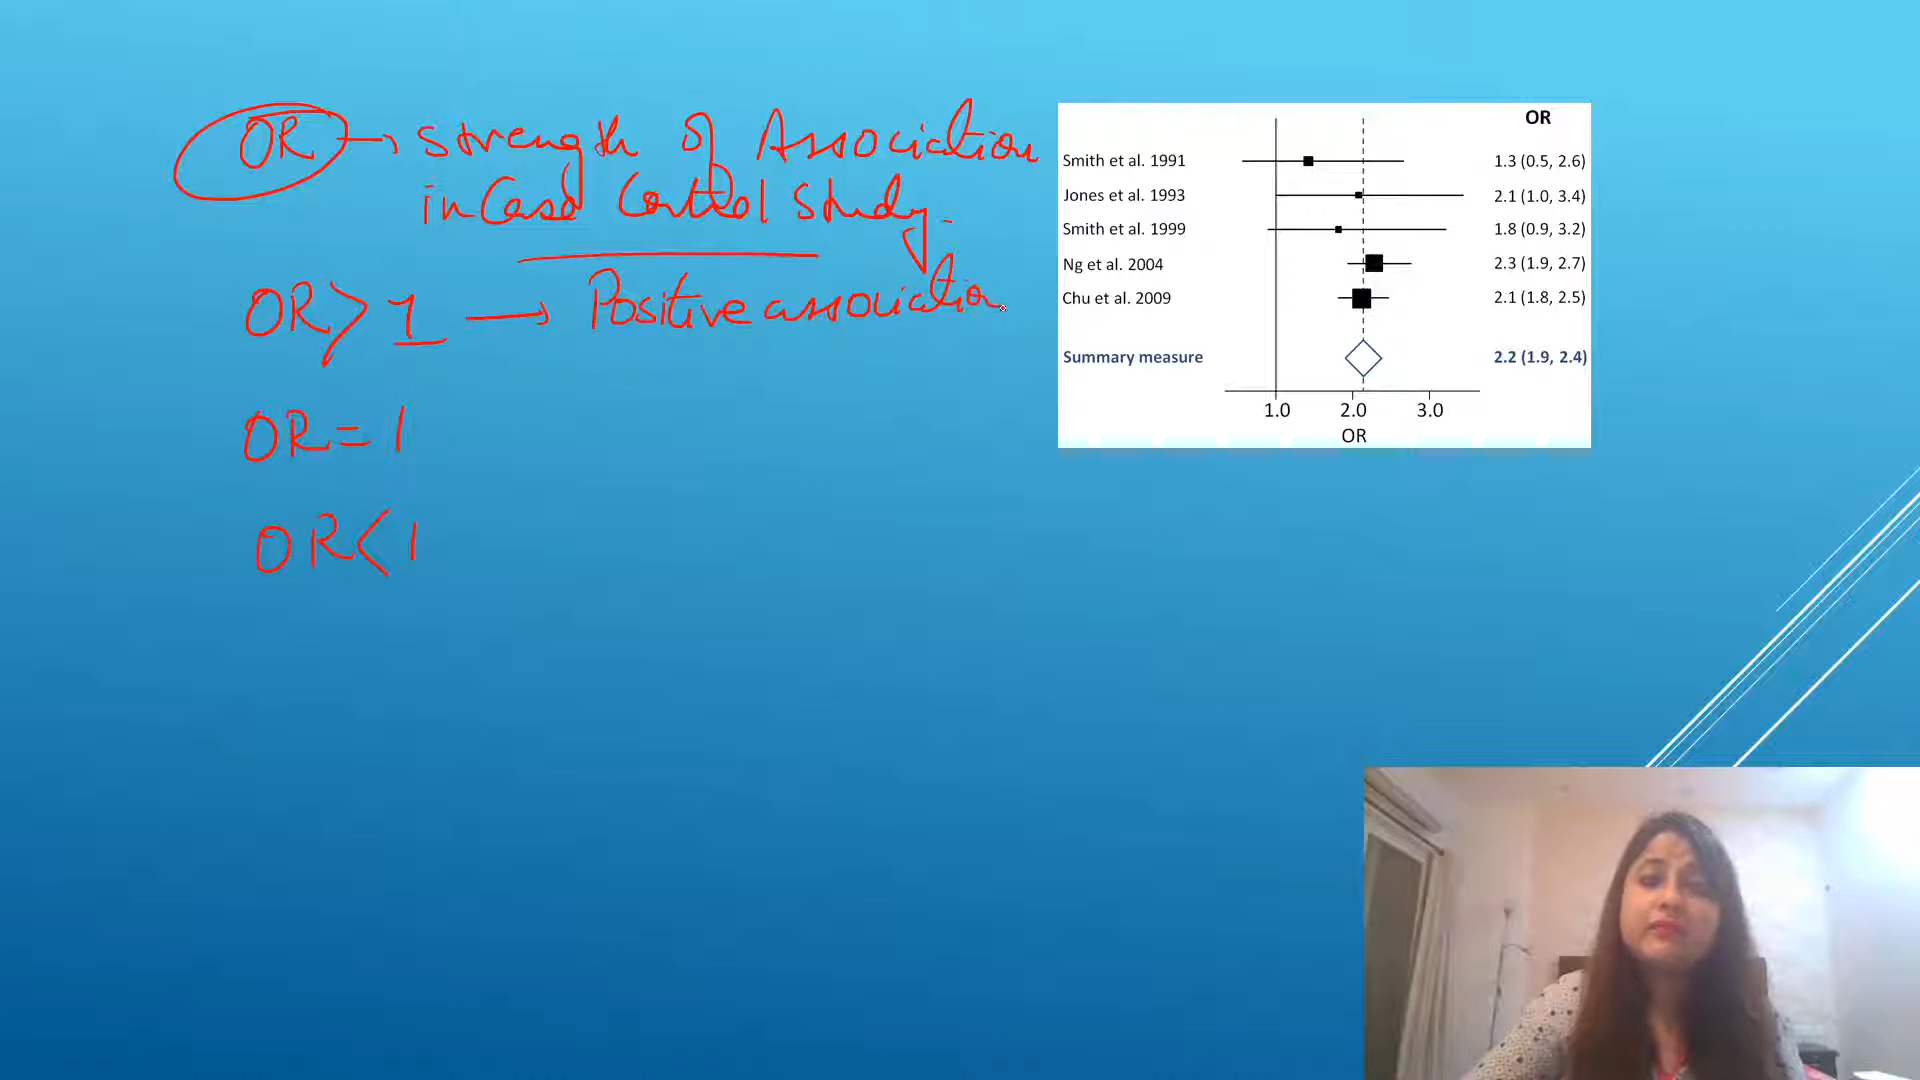 OR → Strength of Association
in Case Control Study.
OR > 1 → Positive association
OR = 1
OR < 1
OR
Smith et al. 1991 1.3 (0.5, 2.6)
Jones et al. 1993 2.1 (1.0, 3.4)
Smith et al. 1999 1.8 (0.9, 3.2)
Ng et al. 2004 2.3 (1.9, 2.7)
Chu et al. 2009 2.1 (1.8, 2.5)
Summary measure 2.2 (1.9, 2.4)
1.0 2.0 3.0
OR